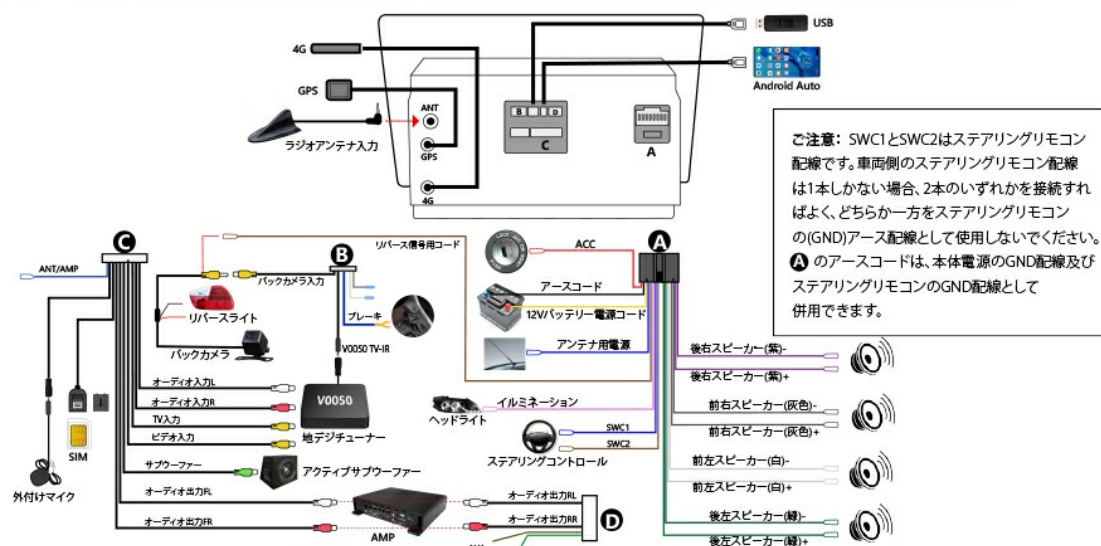 USB
4G
Android Auto
GPS
ANT
B
D
C
A
ラジオアンテナ入力
GPS
4G
ご注意: SWC1とSWC2はステアリングリモコン
配線です。車両側のステアリングリモコン配線
は1本しかない場合、2本のいずれかを接続すれ
ばよく、どちらか一方をステアリングリモコン
の(GND)アース配線として使用しないでください。
A のアースコードは、本体電源のGND配線及び
ステアリングリモコンのGND配線として
併用できます。
C
ANT/AMP
リバース信号用コード
B
バックカメラ入力
リバースライト
ブレーキ
バックカメラ
V0050 TV-IR
ACC
A
アースコード
12Vバッテリー電源コード
アンテナ用電源
イルミネーション
ヘッドライト
SWC1
SWC2
ステアリングコントロール
後右スピーカー(紫)-
後右スピーカー(紫)+
前右スピーカー(灰色)-
前右スピーカー(灰色)+
前左スピーカー(白)-
前左スピーカー(白)+
後左スピーカー(緑)-
後左スピーカー(緑)+
オーディオ入力L
オーディオ入力R
TV入力
ビデオ入力
V0050
地デジチューナー
SIM
サブウーファー
アクティブサブウーファー
外付けマイク
オーディオ出力FL
オーディオ出力FR
AMP
オーディオ出力RL
オーディオ出力RR
D